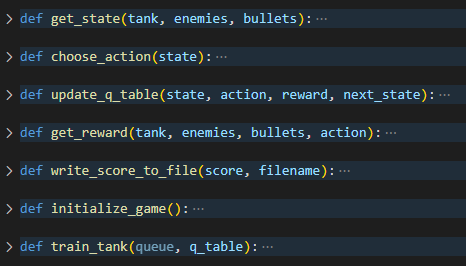 def get_state(tank, enemies, bullets):…
def choose_action(state):…
def update_q_table(state, action, reward, next_state):…
def get_reward(tank, enemies, bullets, action):…
def write_score_to_file(score, filename):…
def initialize_game():…
def train_tank(queue, q_table):…